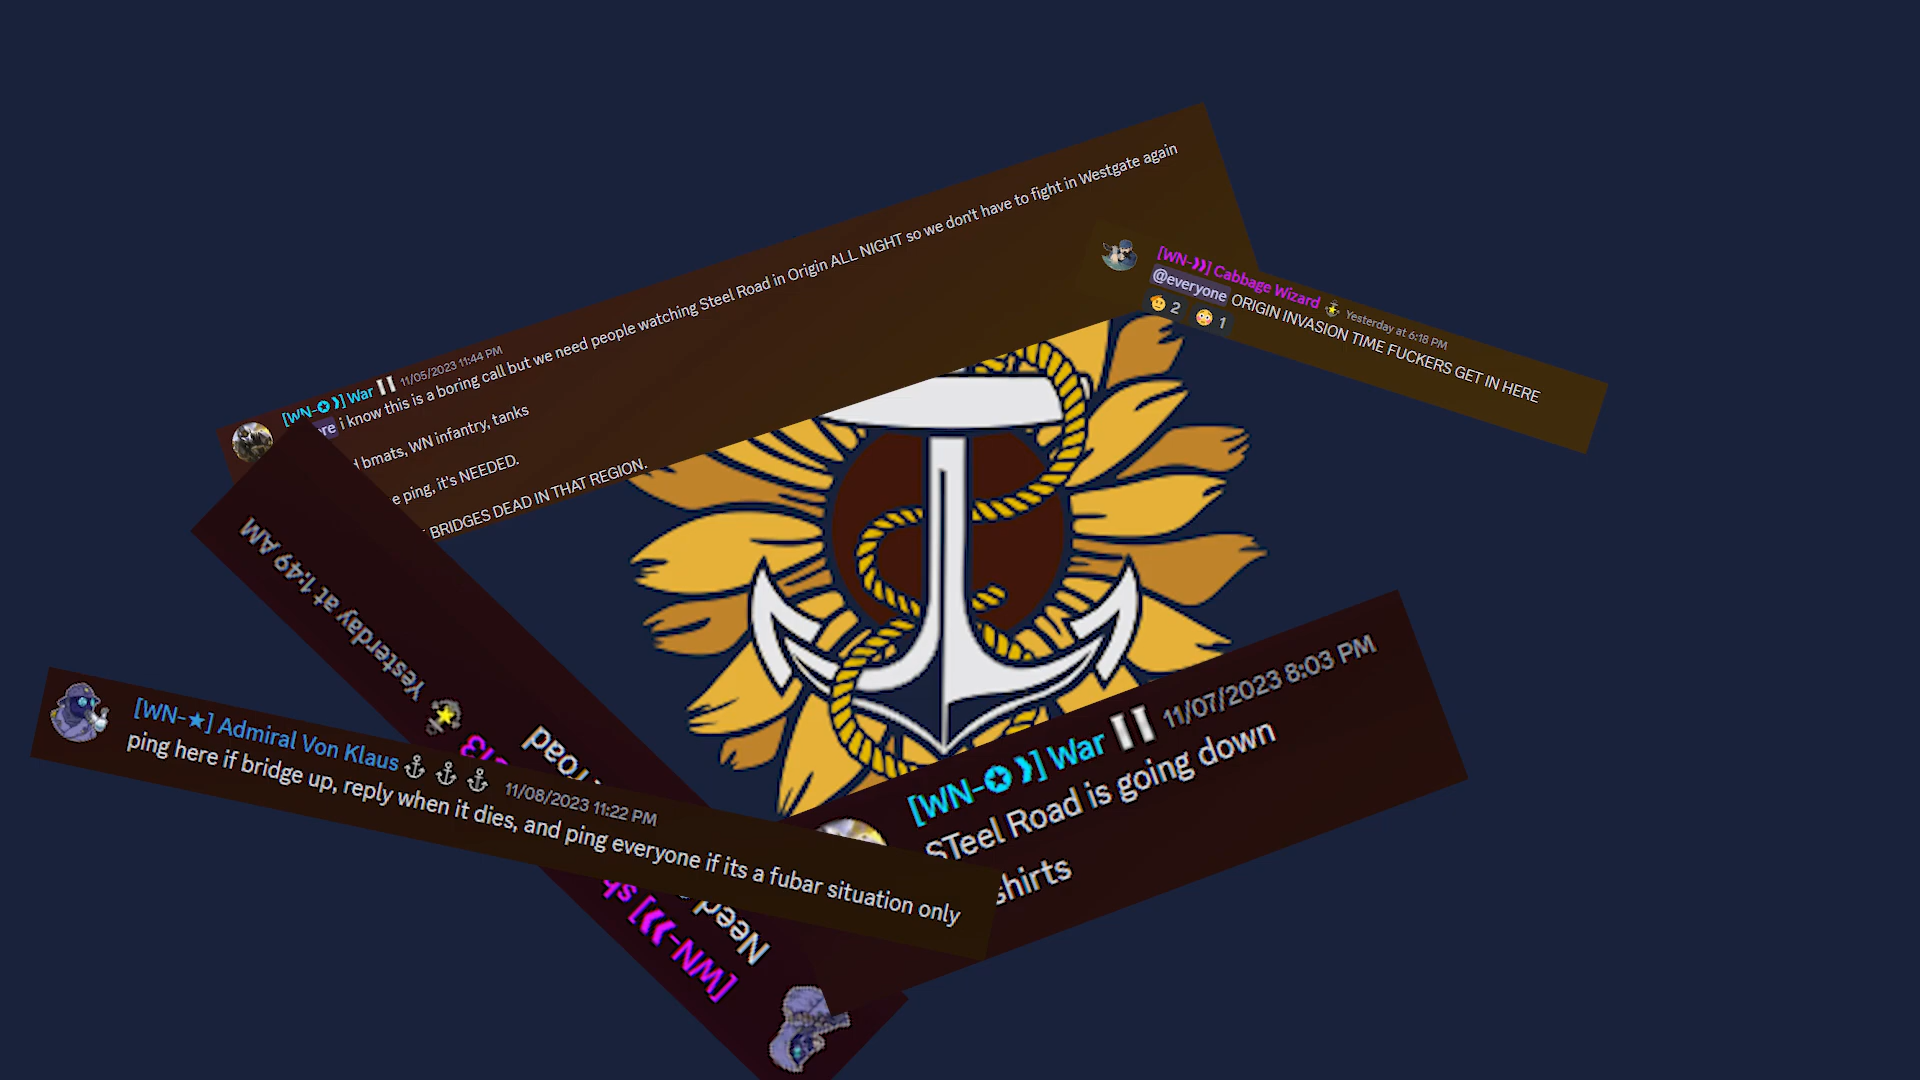 [WN-✪❯] War 11/05/2023 11:44 PM
i know this is a boring call but we need people watching Steel Road in Origin ALL NIGHT so we don't have to fight in Westgate again
bmats, WN infantry, tanks
ping, it's NEEDED.
BRIDGES DEAD IN THAT REGION.
[WN-❯❯] Cabbage Wizard Yesterday at 6:18 PM
@everyone ORIGIN INVASION TIME FUCKERS GET IN HERE
2 1
[WN-❯❯] Yesterday at 1:49 AM
Need
[WN-★] Admiral Von Klaus ⚓ ⚓ ⚓ 11/08/2023 11:22 PM
ping here if bridge up, reply when it dies, and ping everyone if its a fubar situation only
[WN-✪❯] War 11/07/2023 8:03 PM
STeel Road is going down
shirts